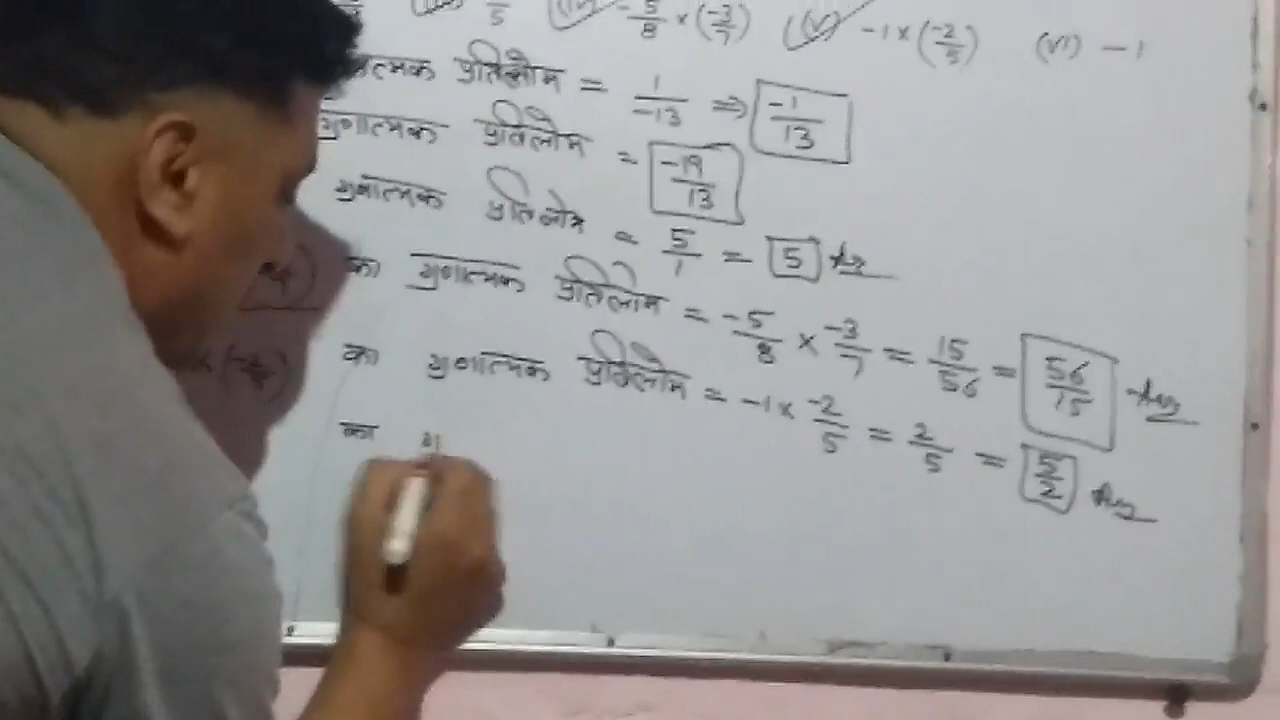 1/5 -5/8 × (-3/7) (V) -1 × (-2/5) (VI) -1
प्रतिलोम = 1/-13 ⇒ -1/13
गुणात्मक प्रतिलोम = -19/13
गुणात्मक प्रतिलोम = 5/1 = 5 Ans
का गुणात्मक प्रतिलोम = -5/8 × -3/7 = 15/56 = 56/15 Ans
का गुणात्मक प्रतिलोम = -1 × -2/5 = 2/5 = 5/2 Ans
का